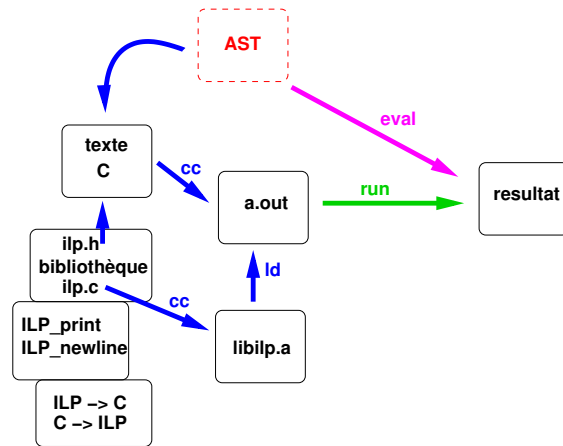 AST
eval
texte
C
cc
a.out
run
resultat
ilp.h
bibliothèque
ilp.c
ld
cc
libilp.a
ILP_print
ILP_newline
ILP −> C
C −> ILP